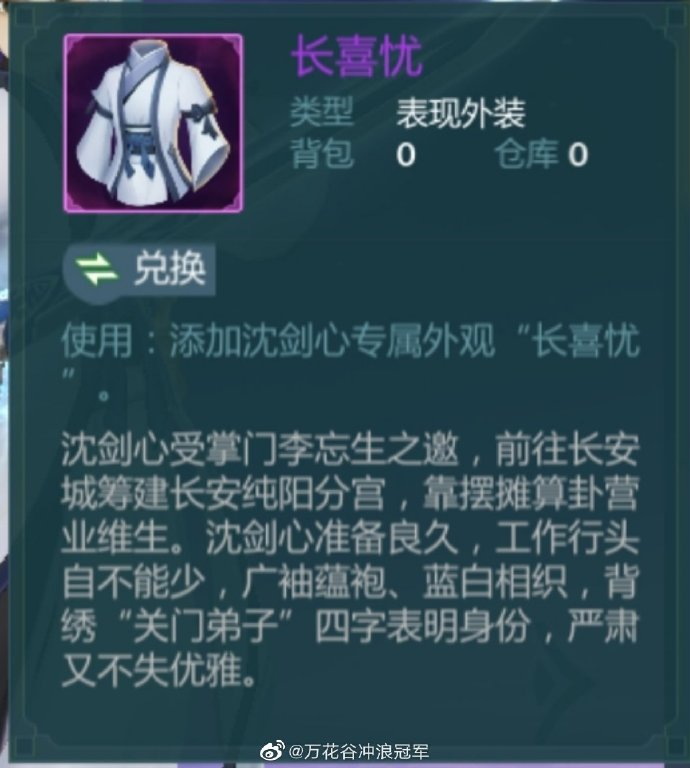 长喜忧
类型 表现外装
背包 0 仓库 0
兑换
使用：添加沈剑心专属外观“长喜忧
”。
沈剑心受掌门李忘生之邀，前往长安
城筹建长安纯阳分宫，靠摆摊算卦营
业维生。沈剑心准备良久，工作行头
自不能少，广袖蕴袍、蓝白相织，背
绣“关门弟子”四字表明身份，严肃
又不失优雅。
@万花谷冲浪冠军